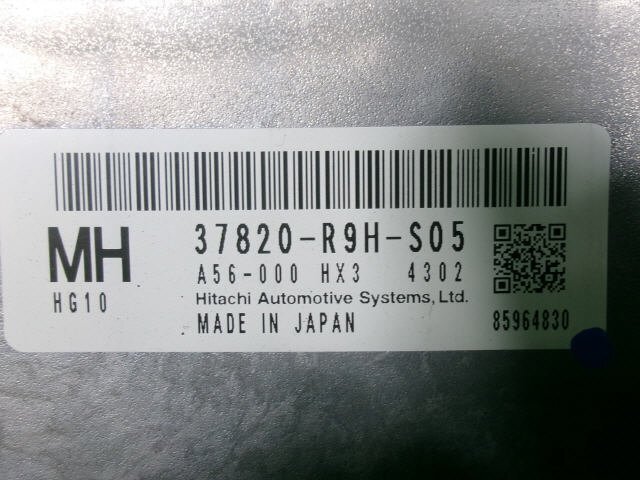 MH
37820-R9H-S05
A56-000 HX3 4302
HG10
Hitachi Automotive Systems, Ltd.
MADE IN JAPAN
85964830